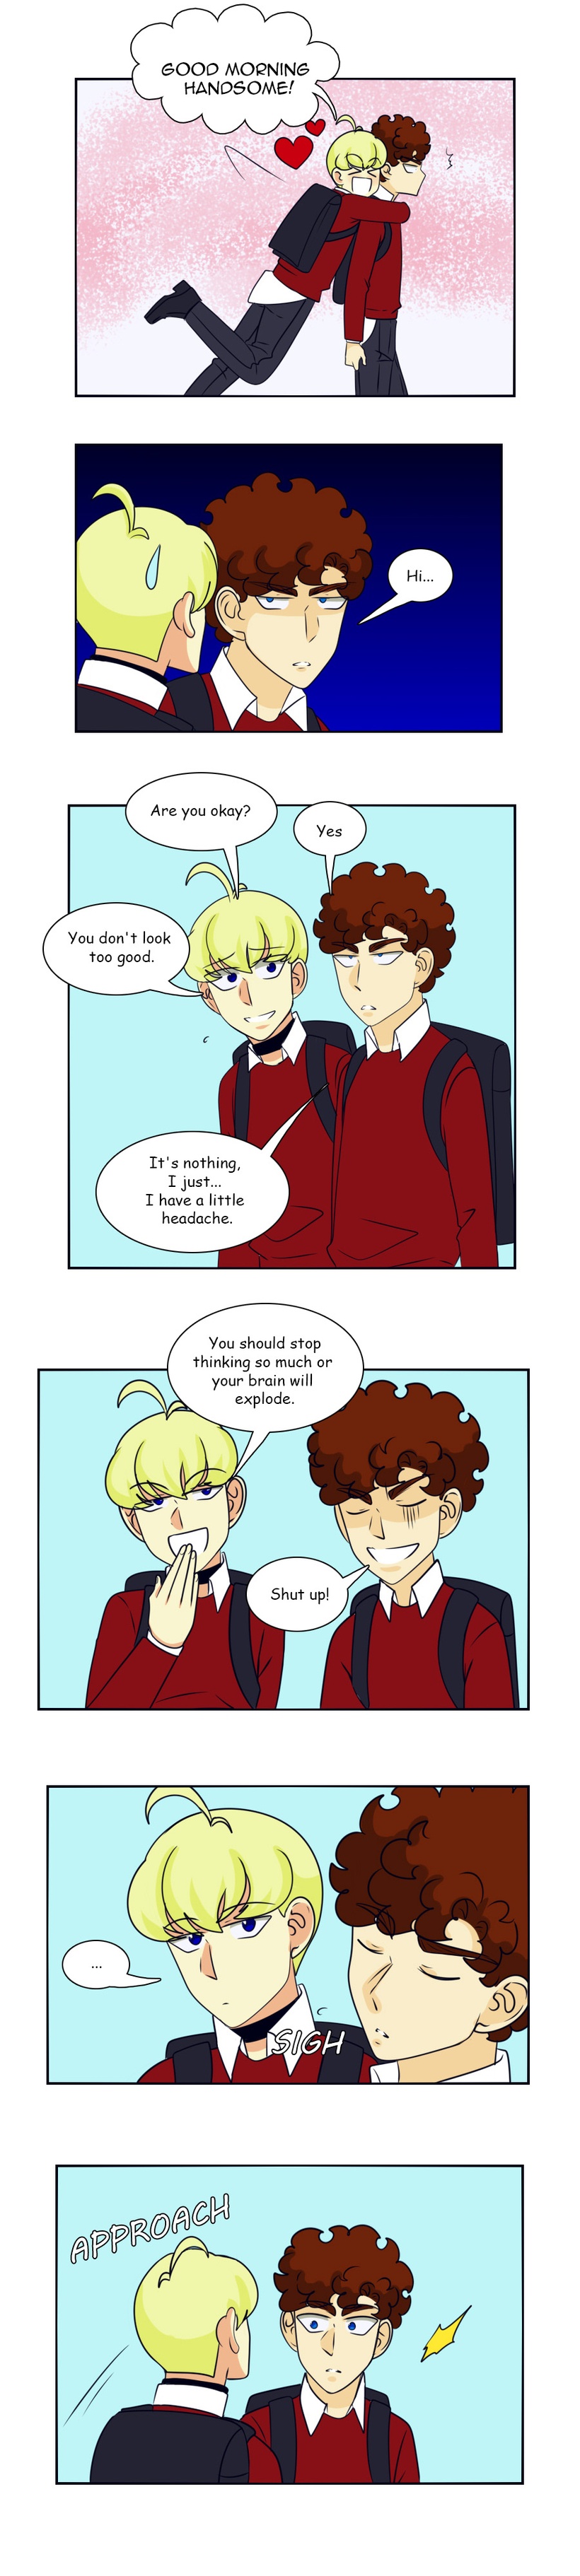 GOOD MORNING
HANDSOME!
Hi...
Are you okay?
Yes
You don't look
too good.
It's nothing,
I just...
I have a little
headache.
You should stop
thinking so much or
your brain will
explode.
Shut up!
...
SIGH
APPROACH